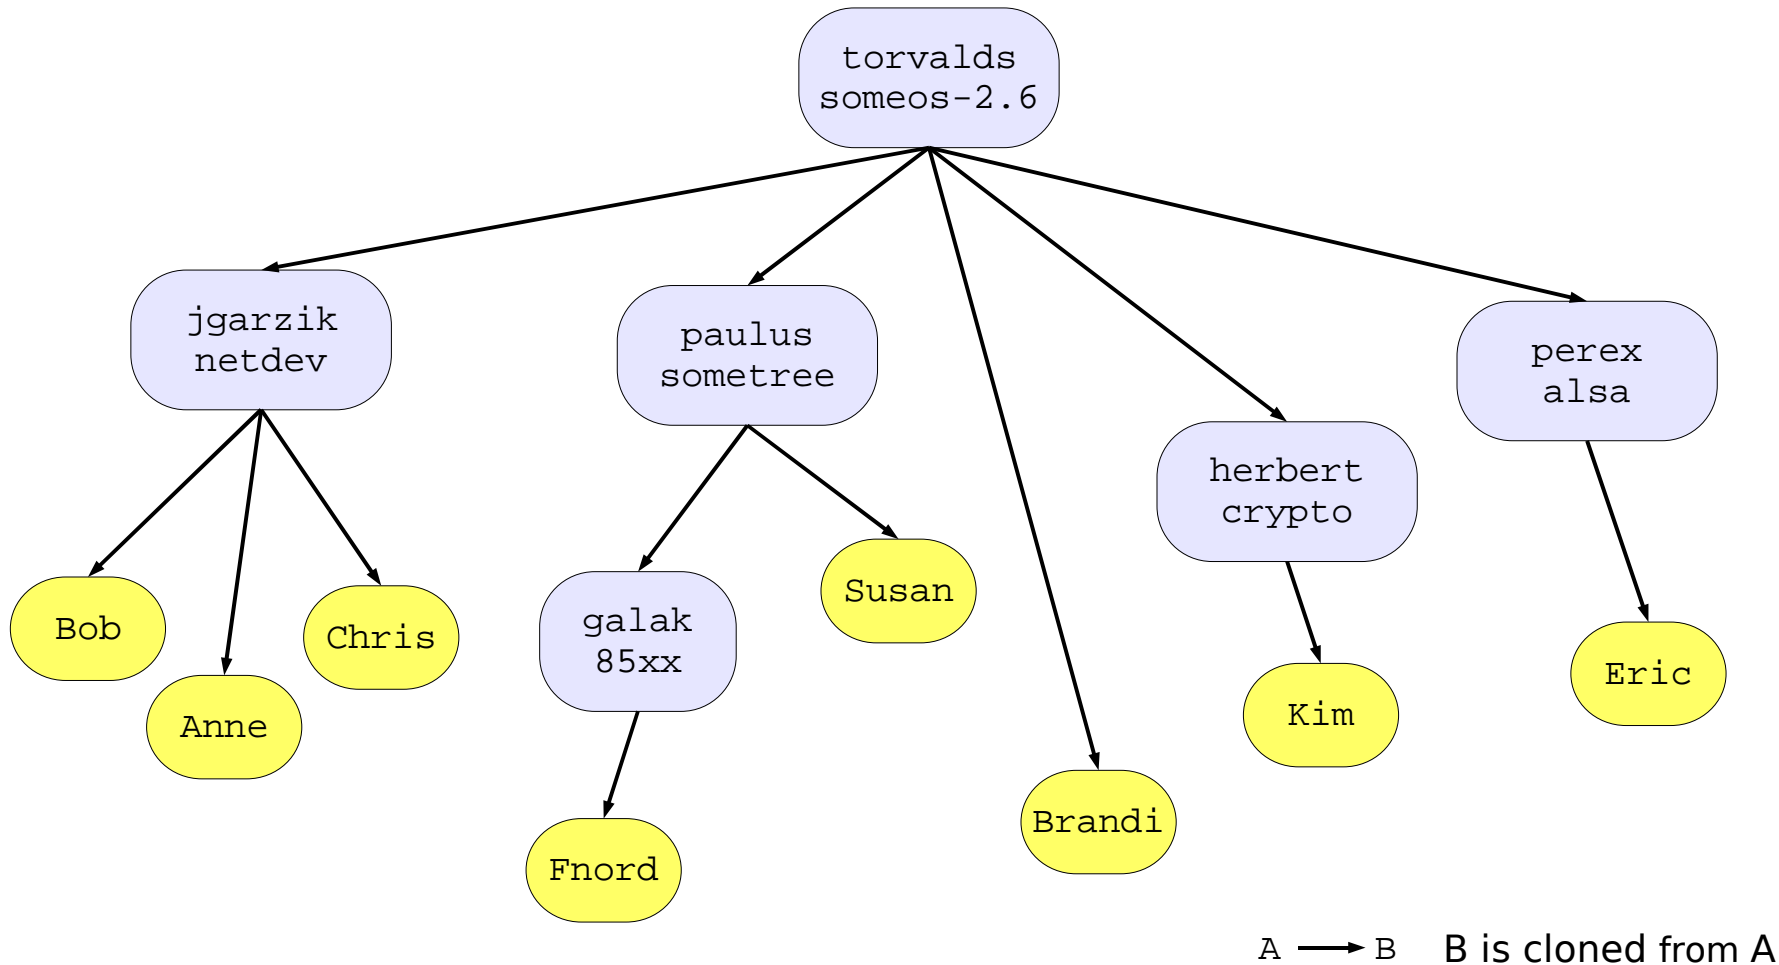 torvalds
someos-2.6
jgarzik
netdev
paulus
sometree
perex
alsa
herbert
crypto
Bob
Anne
Chris
galak
85xx
Susan
Fnord
Brandi
Kim
Eric
A B B is cloned from A